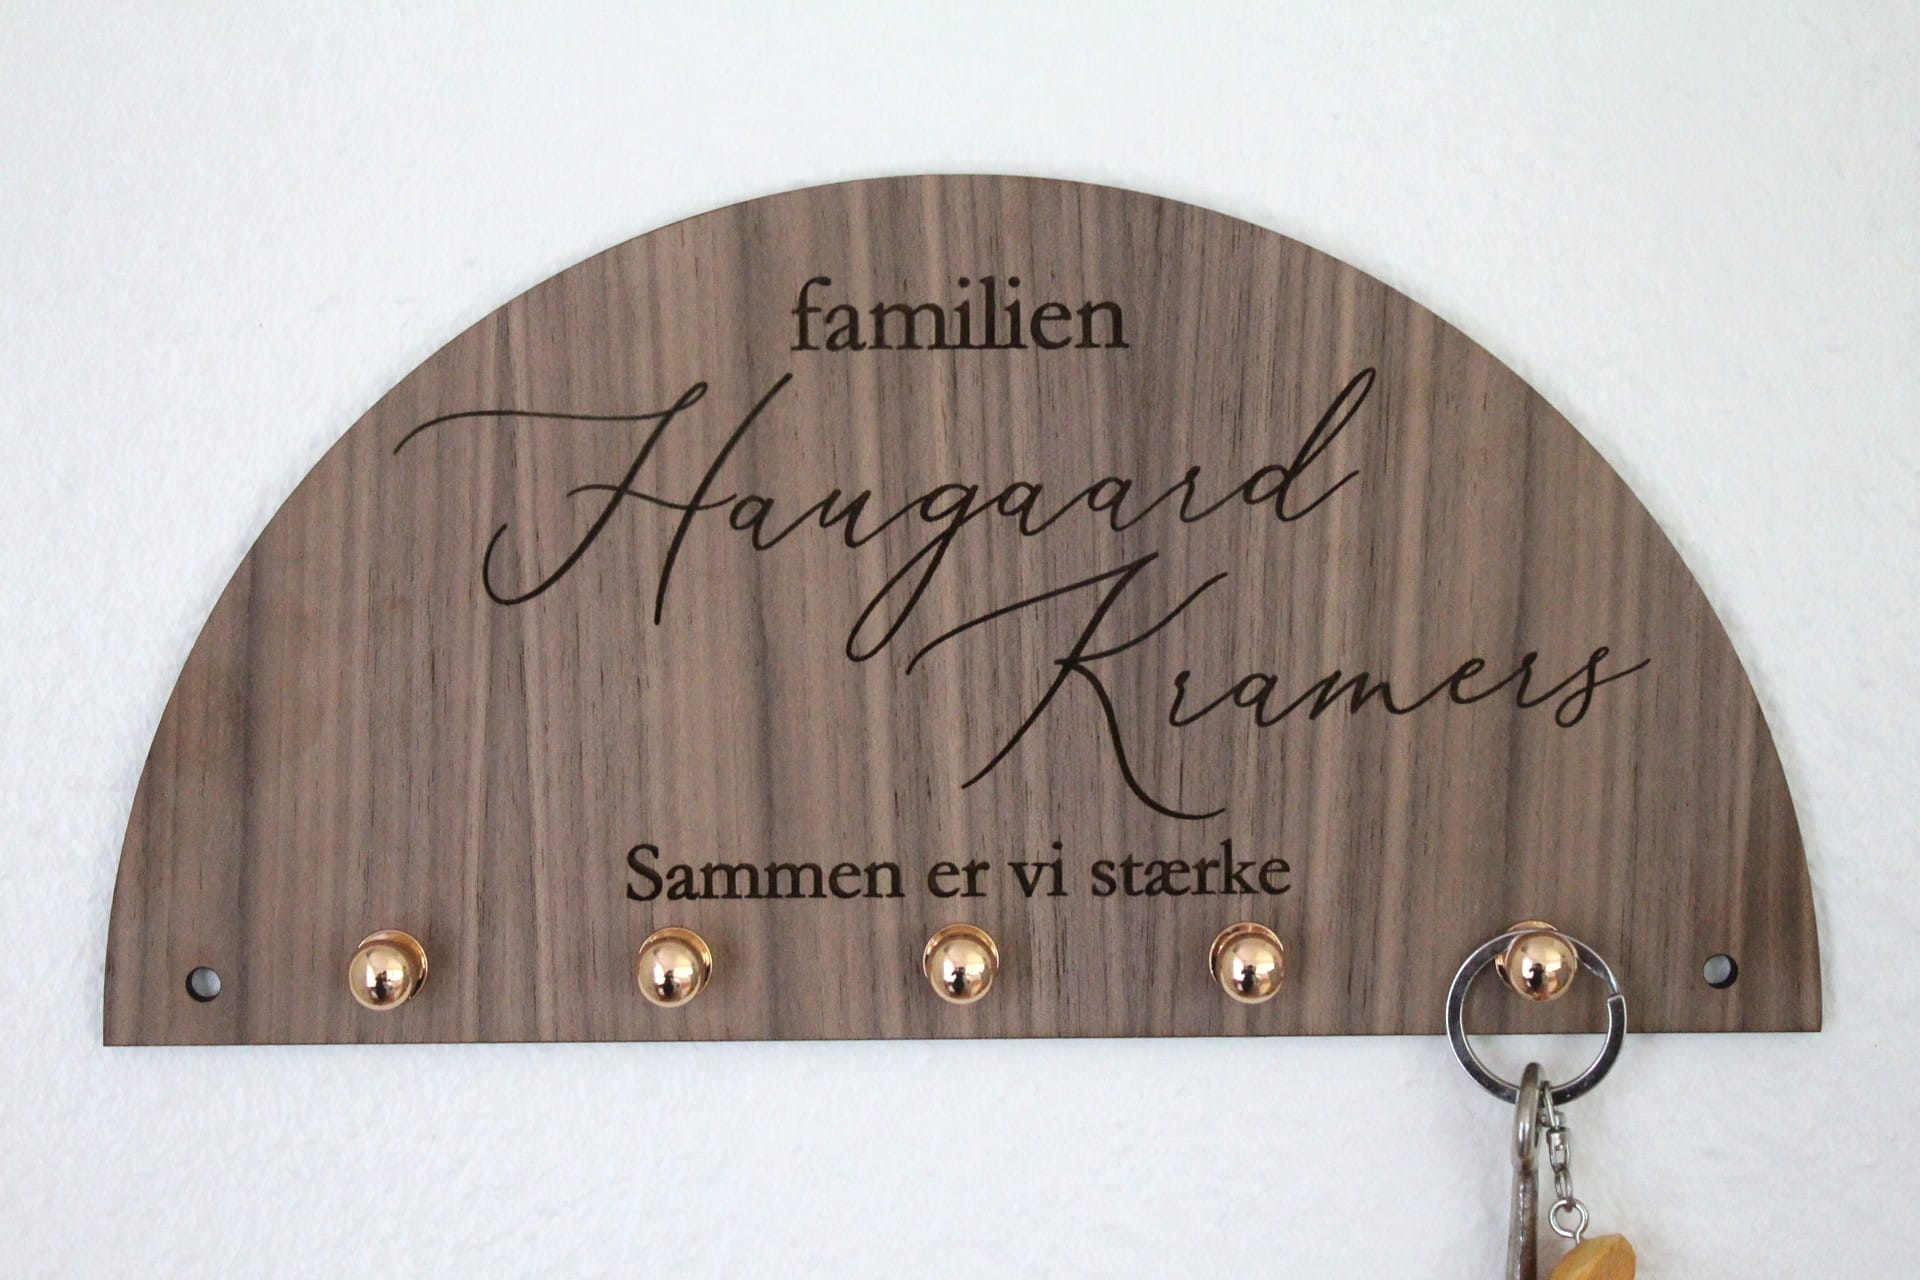 familien
Haugaard
Kramers
Sammen er vi stærke